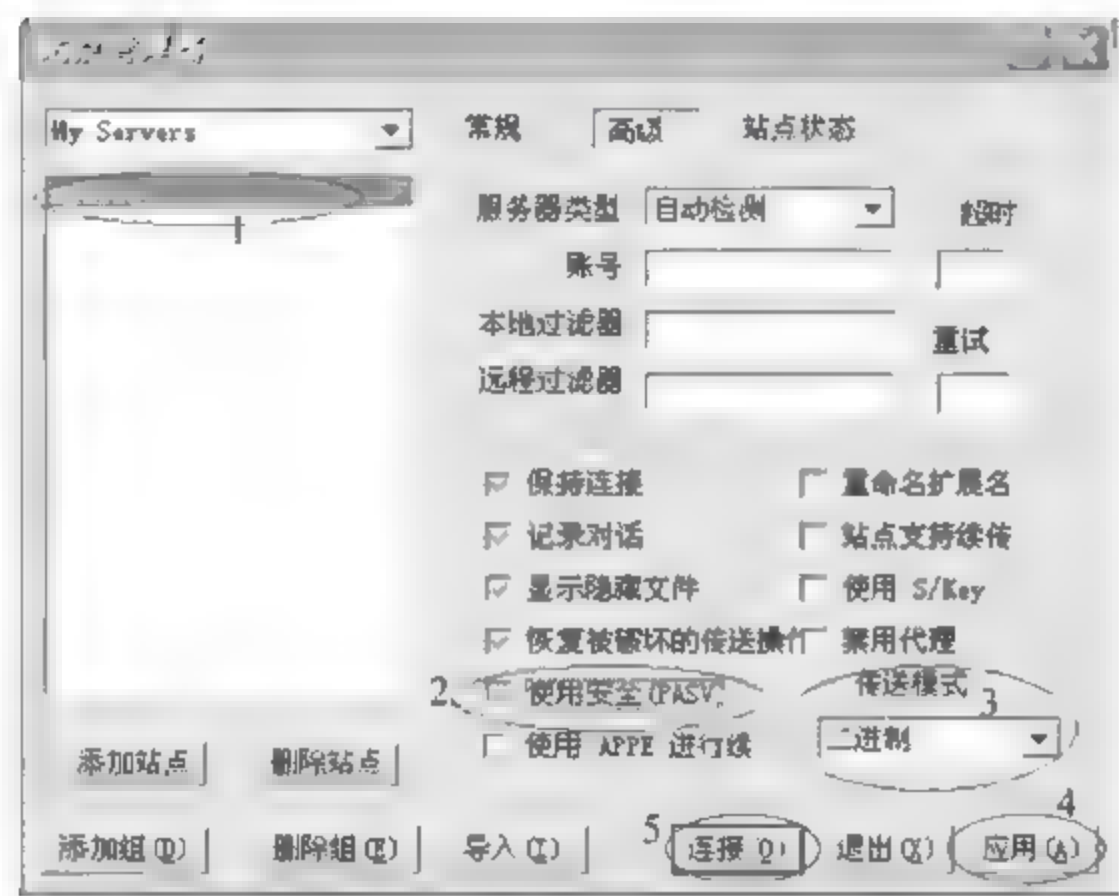 My Servers
常规 高级 站点状态
服务器类型 自动检测 超时
账号
本地过滤器 重试
远程过滤器
保持连接 重命名扩展名
记录对话 站点支持续传
显示隐藏文件 使用 S/Key
恢复被破坏的传送操作 禁用代理
2 使用安全 (PASV) 传送模式 3
使用 APPE 进行续 二进制
添加站点 删除站点
4
添加组(D) 删除组(E) 导入(I) 5 连接(O) 退出(X) 应用(A)